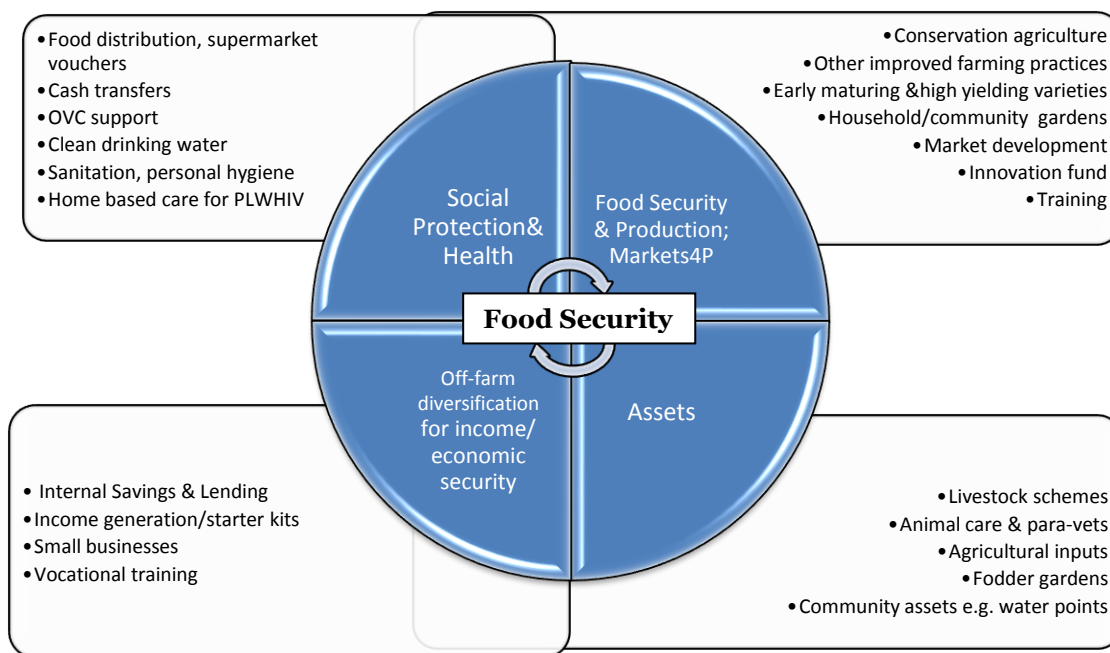 •Food distribution, supermarket
vouchers
•Cash transfers
•OVC support
•Clean drinking water
•Sanitation, personal hygiene
•Home based care for PLWHIV
•Conservation agriculture
•Other improved farming practices
•Early maturing &high yielding varieties
•Household/community gardens
•Market development
•Innovation fund
•Training
Social
Protection&
Health
Food Security
& Production;
Markets4P
Food Security
Off-farm
diversification
for income/
economic
security
Assets
• Internal Savings & Lending
•Income generation/starter kits
•Small businesses
•Vocational training
•Livestock schemes
•Animal care & para-vets
•Agricultural inputs
•Fodder gardens
•Community assets e.g. water points